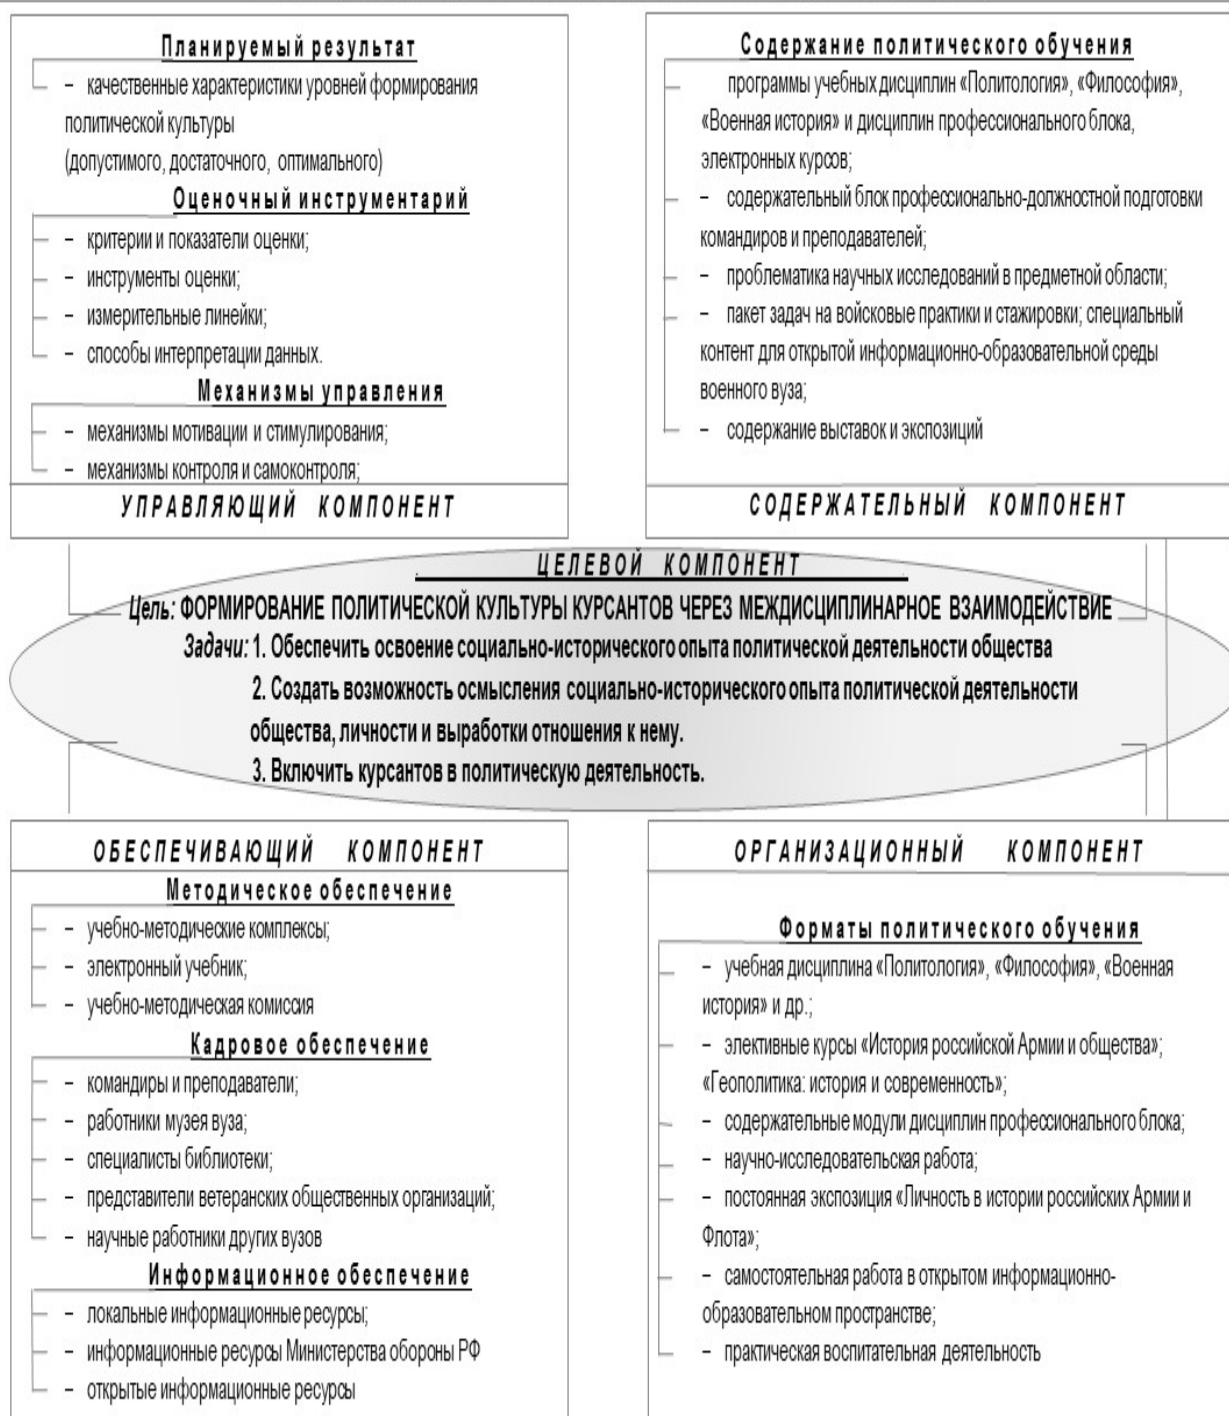 Планируемый результат
– качественные характеристики уровней формирования
политической культуры
(допустимого, достаточного, оптимального)
Оценочный инструментарий
– критерии и показатели оценки;
– инструменты оценки;
– измерительные линейки;
– способы интерпретации данных.
Механизмы управления
– механизмы мотивации и стимулирования;
– механизмы контроля и самоконтроля;
УПРАВЛЯЮЩИЙ КОМПОНЕНТ
Содержание политического обучения
программы учебных дисциплин «Политология», «Философия»,
«Военная история» и дисциплин профессионального блока,
электронных курсов;
– содержательный блок профессионально-должностной подготовки
командиров и преподавателей;
– проблематика научных исследований в предметной области;
– пакет задач на войсковые практики и стажировки; специальный
контент для открытой информационно-образовательной среды
военного вуза;
– содержание выставок и экспозиций
СОДЕРЖАТЕЛЬНЫЙ КОМПОНЕНТ
ЦЕЛЕВОЙ КОМПОНЕНТ
Цель: ФОРМИРОВАНИЕ ПОЛИТИЧЕСКОЙ КУЛЬТУРЫ КУРСАНТОВ ЧЕРЕЗ МЕЖДИСЦИПЛИНАРНОЕ ВЗАИМОДЕЙСТВИЕ
Задачи: 1. Обеспечить освоение социально-исторического опыта политической деятельности общества
2. Создать возможность осмысления социально-исторического опыта политической деятельности
общества, личности и выработки отношения к нему.
3. Включить курсантов в политическую деятельность.
ОБЕСПЕЧИВАЮЩИЙ КОМПОНЕНТ
Методическое обеспечение
– учебно-методические комплексы;
– электронный учебник;
– учебно-методическая комиссия
Кадровое обеспечение
– командиры и преподаватели;
– работники музея вуза;
– специалисты библиотеки;
– представители ветеранских общественных организаций;
– научные работники других вузов
Информационное обеспечение
– локальные информационные ресурсы;
– информационные ресурсы Министерства обороны РФ
– открытые информационные ресурсы
ОРГАНИЗАЦИОННЫЙ КОМПОНЕНТ
Форматы политического обучения
– учебная дисциплина «Политология», «Философия», «Военная
история» и др.;
– элективные курсы «История российской Армии и общества»;
«Геополитика: история и современность»;
– содержательные модули дисциплин профессионального блока;
– научно-исследовательская работа;
– постоянная экспозиция «Личность в истории российских Армии и
Флота»;
– самостоятельная работа в открытом информационно-
образовательном пространстве;
– практическая воспитательная деятельность